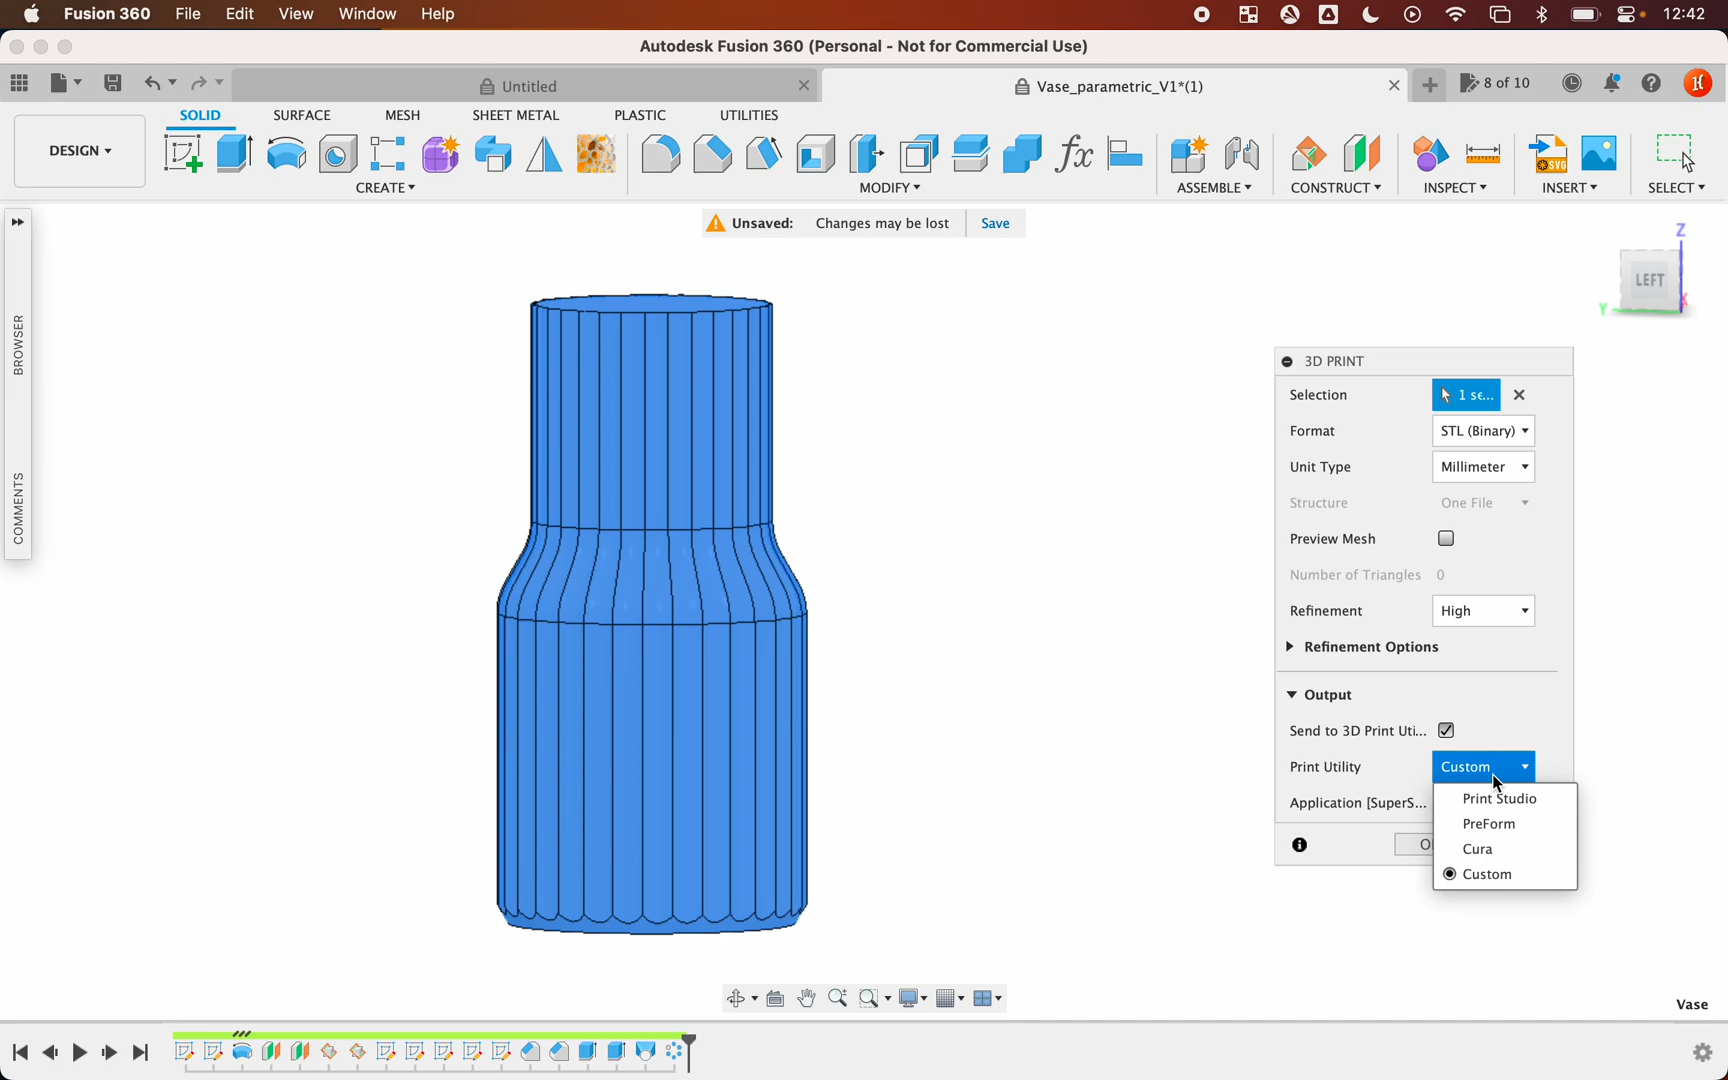 Fusion 360 File Edit View Window Help 12:42
Autodesk Fusion 360 (Personal - Not for Commercial Use)
Untitled Vase_parametric_V1*(1) 8 of 10
SOLID SURFACE MESH SHEET METAL PLASTIC UTILITIES
DESIGN
SVG
CREATE MODIFY ASSEMBLE CONSTRUCT INSPECT INSERT SELECT
Unsaved: Changes may be lost Save
BROWSER
COMMENTS
Z
LEFT
Y
X
3D PRINT
Selection 1 se...
Format STL (Binary)
Unit Type Millimeter
Structure One File
Preview Mesh
Number of Triangles 0
Refinement High
Refinement Options
Output
Send to 3D Print Uti...
Print Utility Custom
Print Studio
Application [SuperS...
PreForm
Cura
Custom
Vase